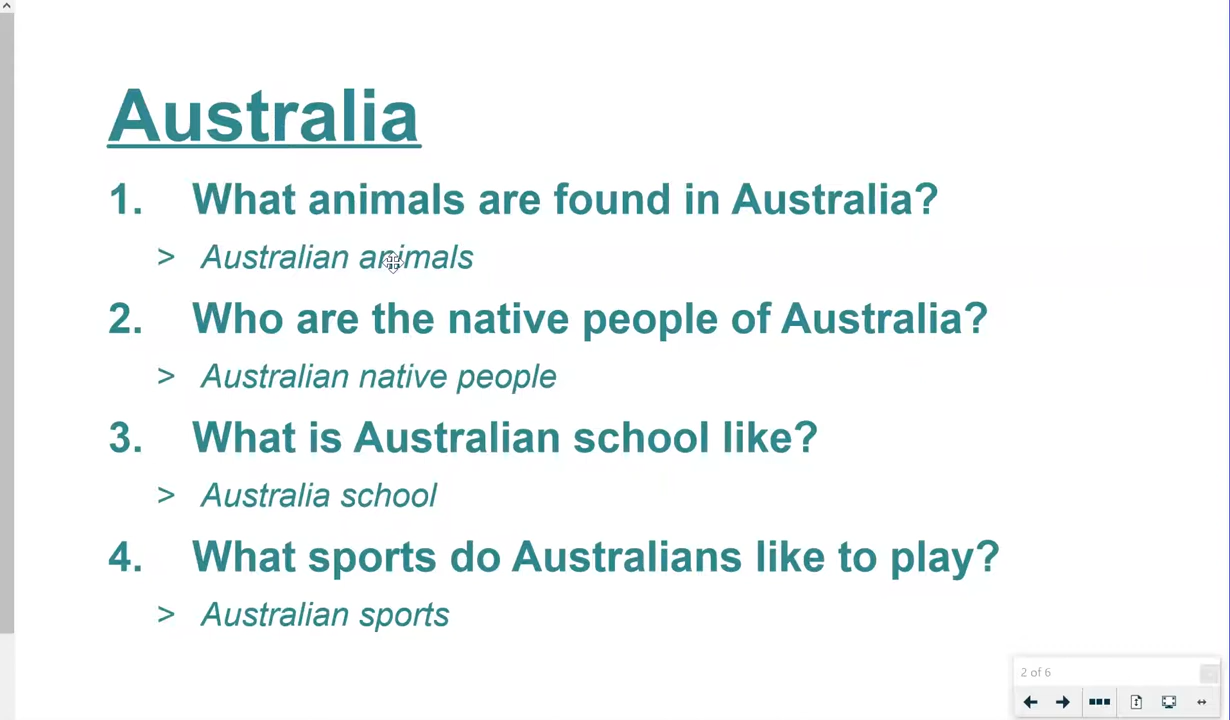 Australia
1. What animals are found in Australia?
> Australian animals
2. Who are the native people of Australia?
> Australian native people
3. What is Australian school like?
> Australia school
4. What sports do Australians like to play?
> Australian sports
2 of 6